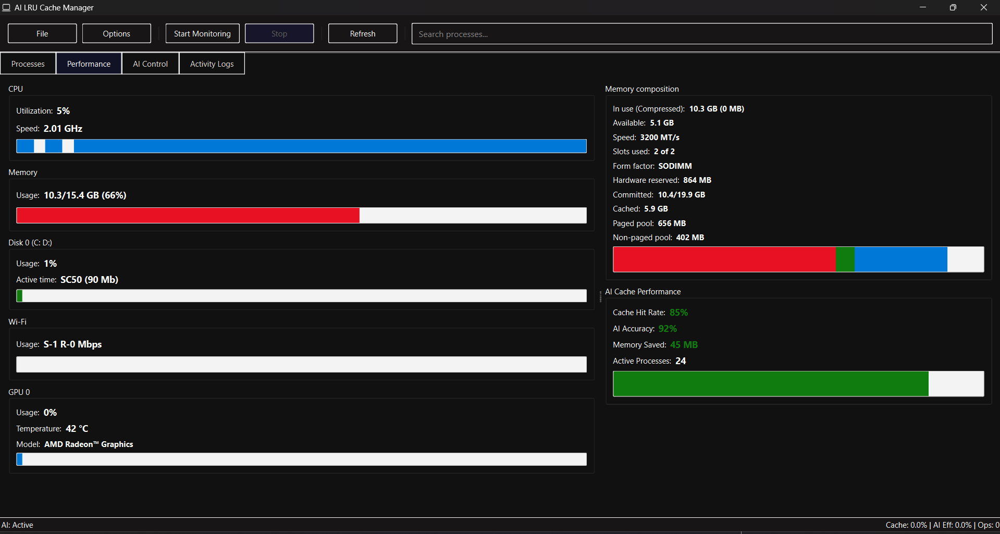 AI LRU Cache Manager
File
Options
Start Monitoring
Stop
Refresh
Search processes...
Processes
Performance
AI Control
Activity Logs
CPU
Utilization: 5%
Speed: 2.01 GHz
Memory
Usage: 10.3/15.4 GB (66%)
Disk 0 (C: D:)
Usage: 1%
Active time: SC50 (90 Mb)
Wi-Fi
Usage: S-1 R-0 Mbps
GPU 0
Usage: 0%
Temperature: 42 °C
Model: AMD Radeon™ Graphics
Memory composition
In use (Compressed): 10.3 GB (0 MB)
Available: 5.1 GB
Speed: 3200 MT/s
Slots used: 2 of 2
Form factor: SODIMM
Hardware reserved: 864 MB
Committed: 10.4/19.9 GB
Cached: 5.9 GB
Paged pool: 656 MB
Non-paged pool: 402 MB
AI Cache Performance
Cache Hit Rate: 85%
AI Accuracy: 92%
Memory Saved: 45 MB
Active Processes: 24
AI: Active
Cache: 0.0% | AI Eff: 0.0% | Ops: 0